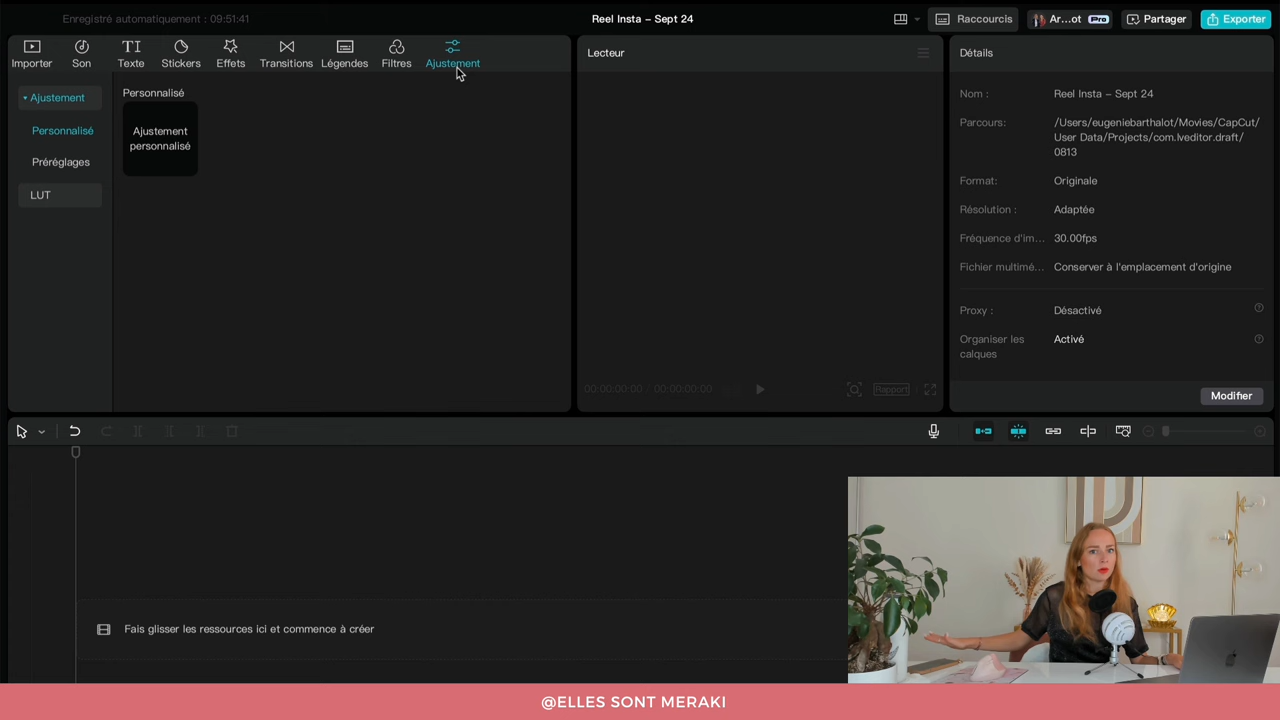 Enregistré automatiquement : 09:51:41
Reel Insta – Sept 24
Raccourcis
Ar...ot Pro
Partager
Exporter
Importer
Son
Texte
Stickers
Effets
Transitions
Légendes
Filtres
Ajustement
Ajustement
Personnalisé
Préréglages
LUT
Personnalisé
Ajustement
personnalisé
Lecteur
00:00:00:00 / 00:00:00:00
Rapport
Détails
Nom :
Reel Insta – Sept 24
Parcours:
/Users/eugeniebarthalot/Movies/CapCut/
User Data/Projects/com.lveditor.draft/
0813
Format:
Originale
Résolution :
Adaptée
Fréquence d'im...
30.00fps
Fichier multimé...
Conserver à l'emplacement d'origine
Proxy :
Désactivé
Organiser les
calques
Activé
Modifier
Fais glisser les ressources ici et commence à créer
@ELLES SONT MERAKI